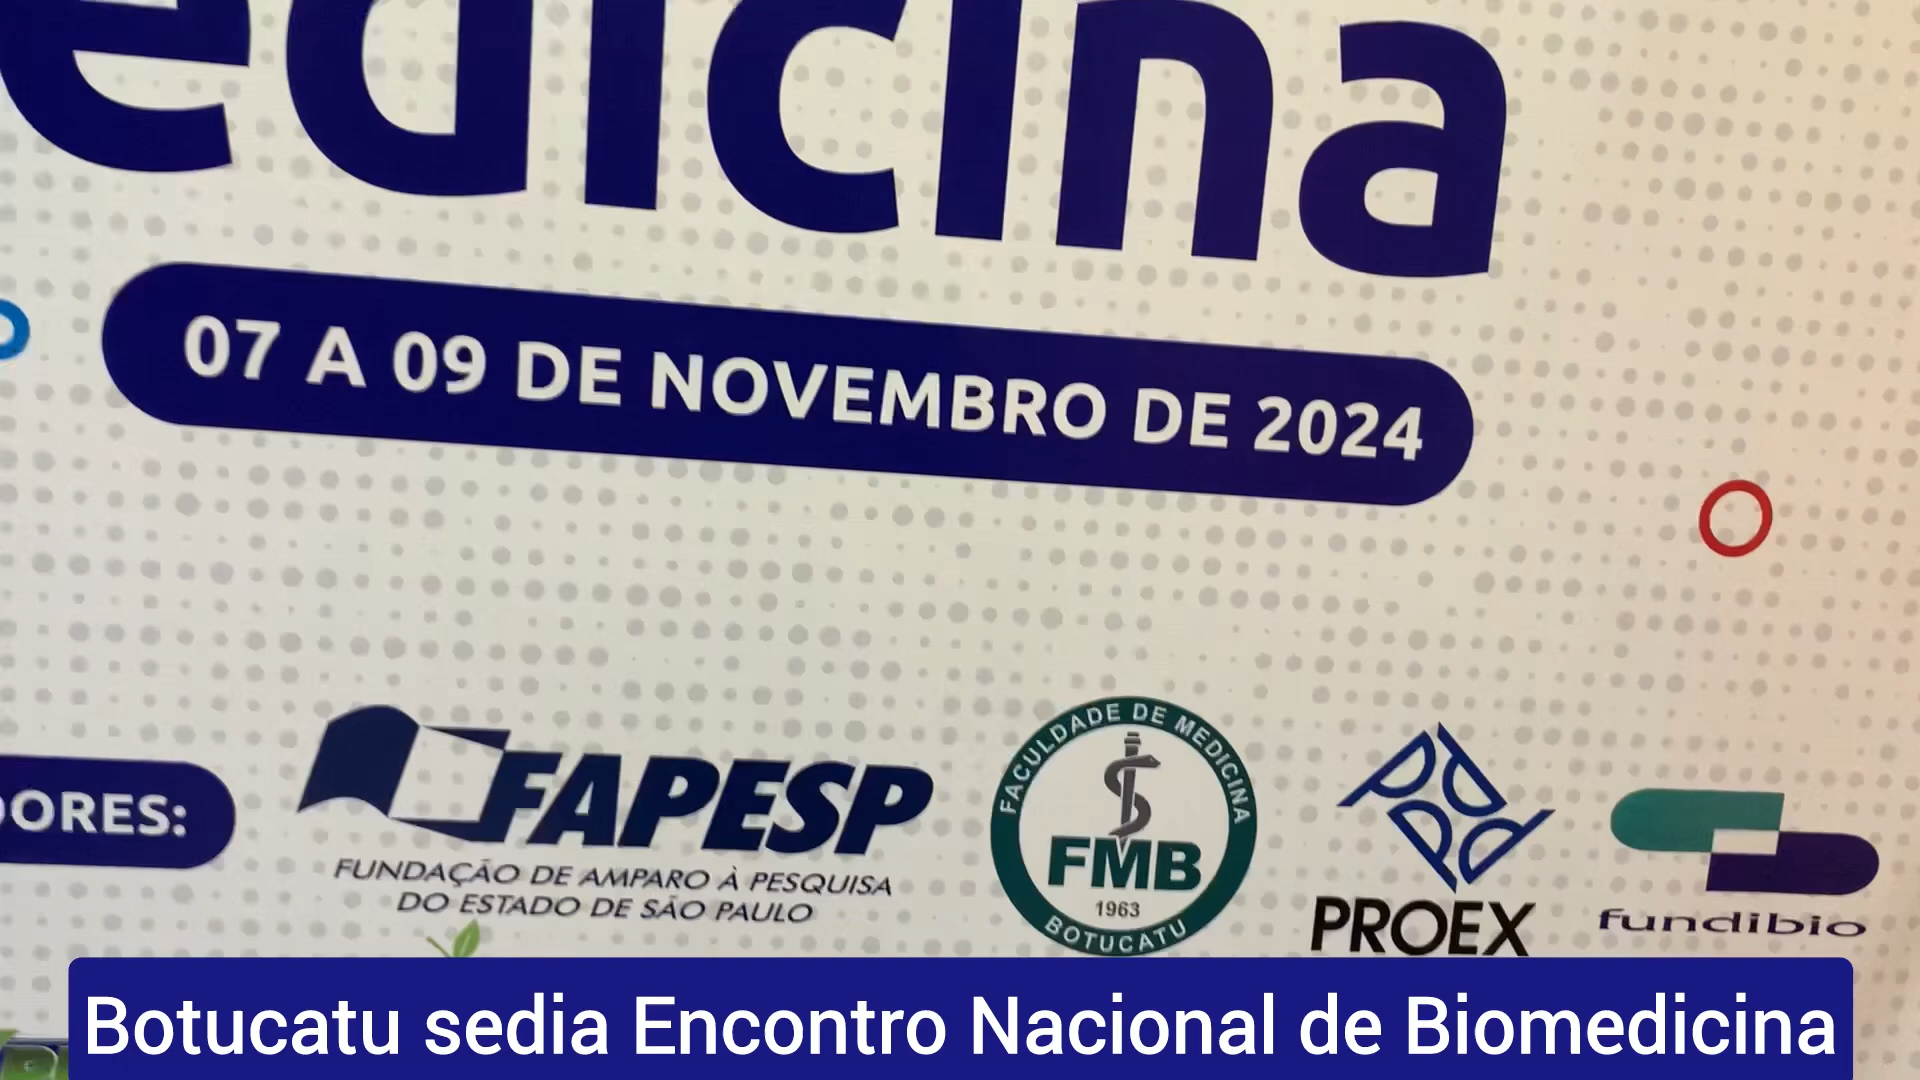 edicina
07 A 09 DE NOVEMBRO DE 2024
DORES:
FAPESP
FUNDAÇÃO DE AMPARO À PESQUISA
DO ESTADO DE SÃO PAULO
FACULDADE DE MEDICINA
FMB
1963
BOTUCATU
PROEX
fundibio
Botucatu sedia Encontro Nacional de Biomedicina